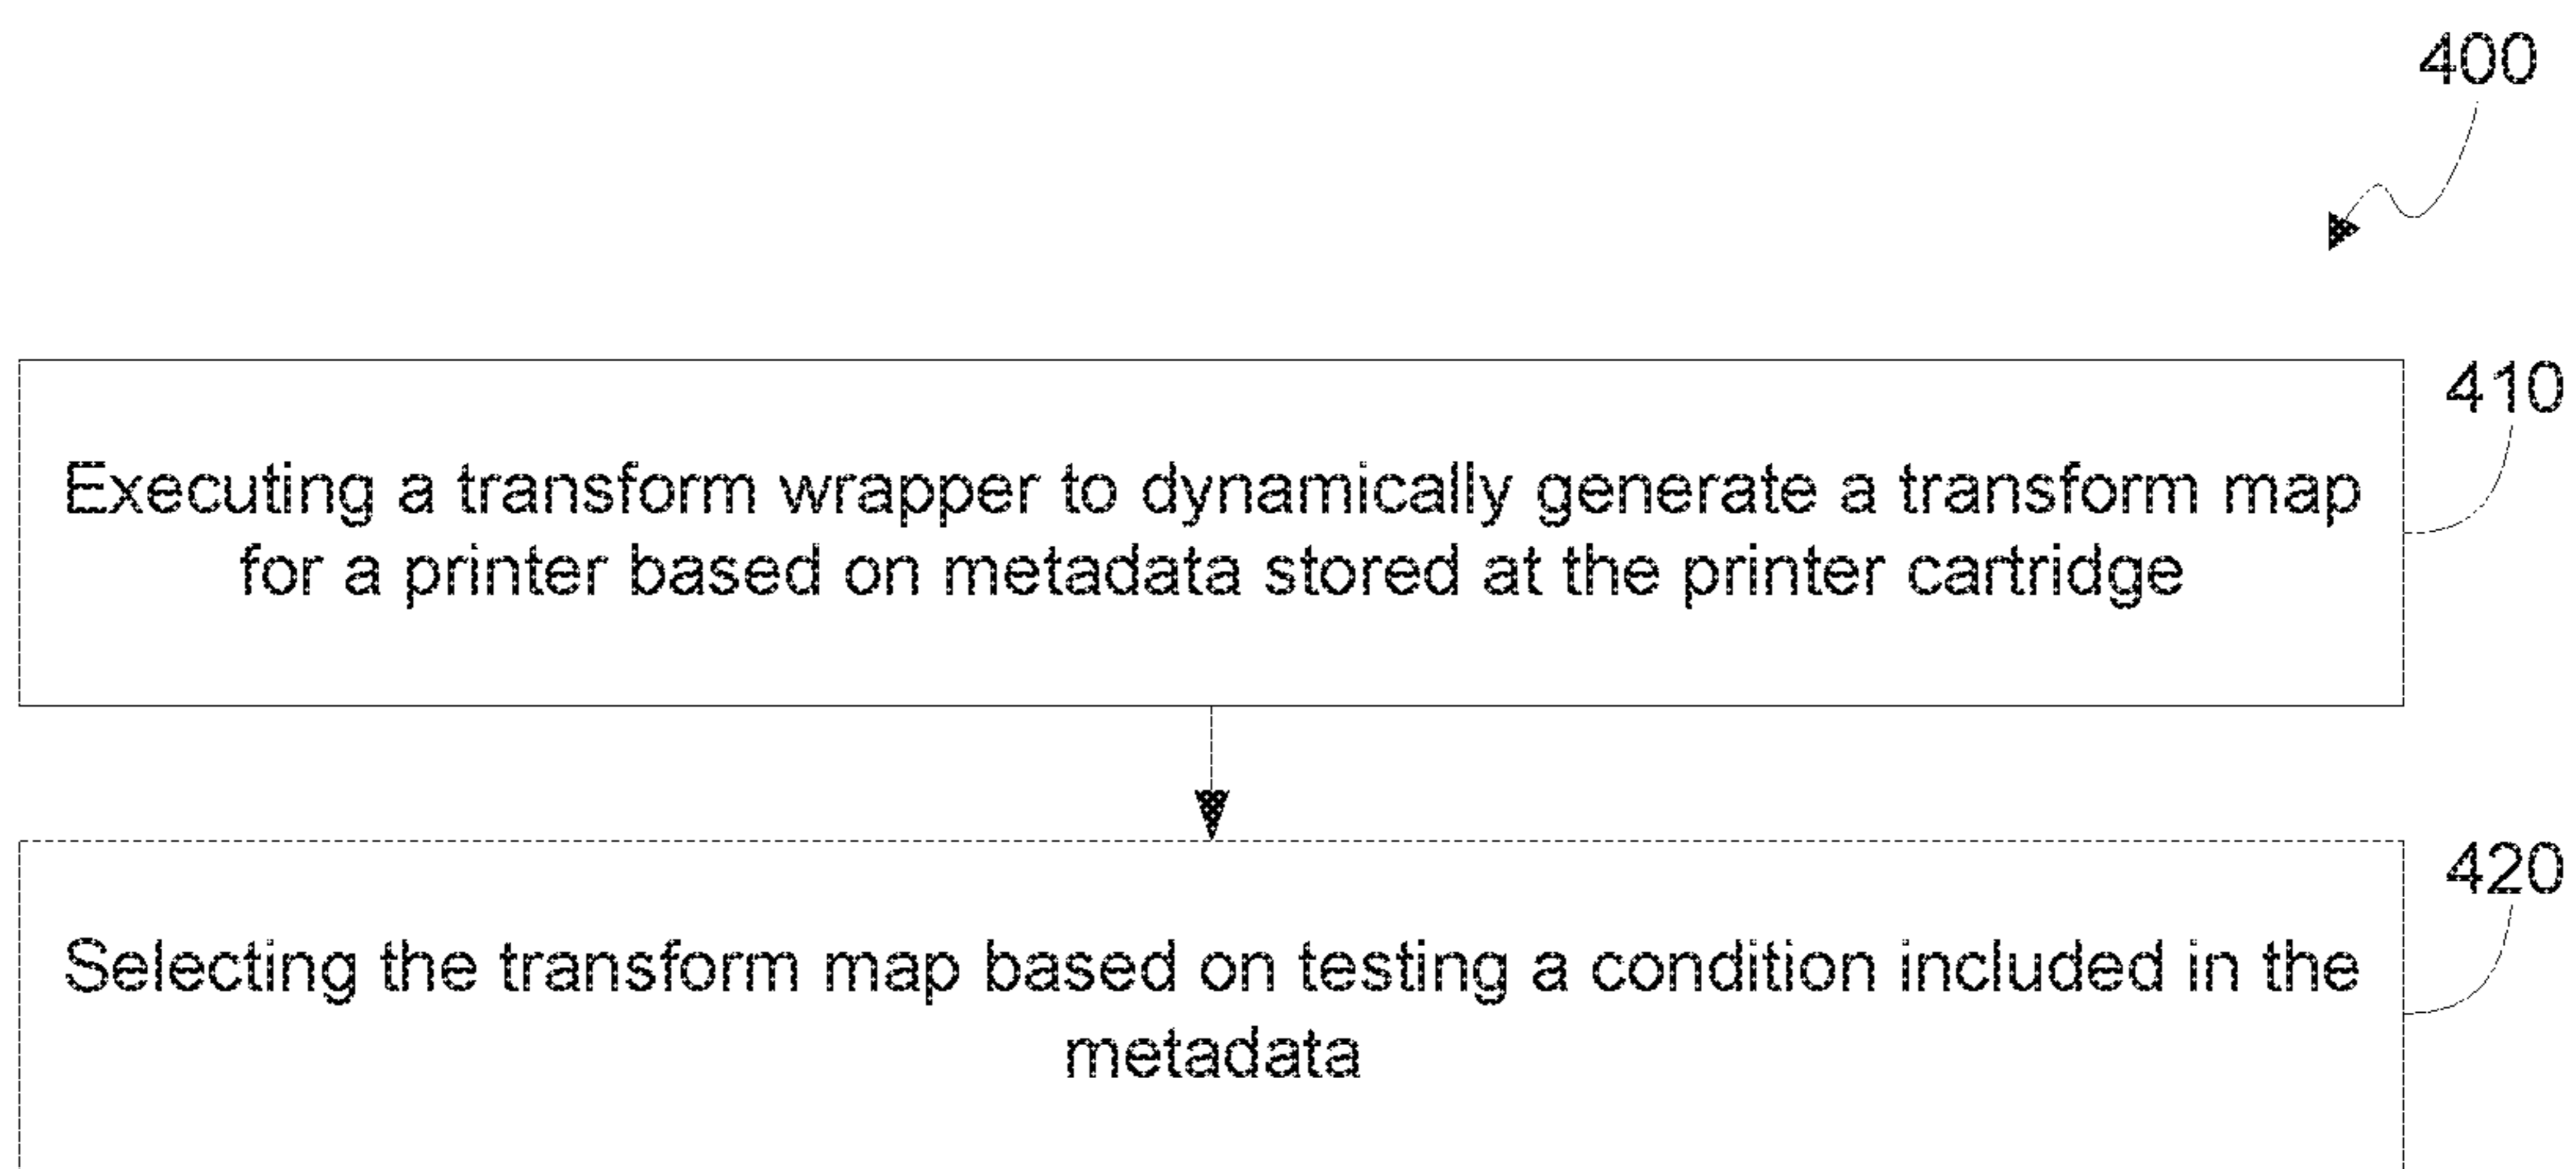 400
410
Executing a transform wrapper to dynamically generate a transform map
for a printer based on metadata stored at the printer cartridge
420
Selecting the transform map based on testing a condition included in the
metadata